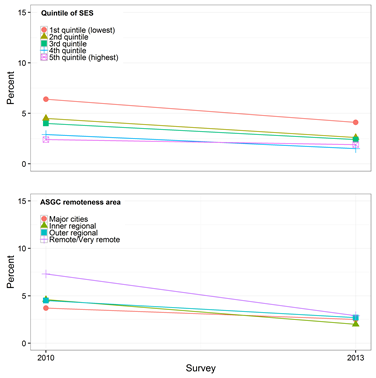 Quintile of SES
1st quintile (lowest)
2nd quintile
3rd quintile
4th quintile
5th quintile (highest)
15
10
5
0
Percent
ASGC remoteness area
Major cities
Inner regional
Outer regional
Remote/Very remote
15
10
5
0
Percent
2010 2013
Survey